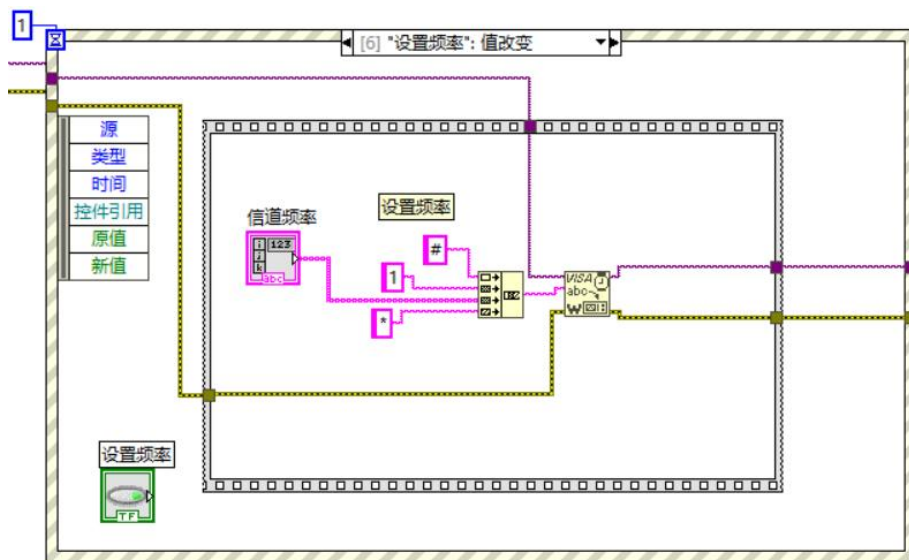 1
[6] "设置频率": 值改变
源
类型
时间
控件引用
原值
新值
信道频率
i 123
j
k
abc
设置频率
#
1
*
VISA
abc
W
设置频率
TF